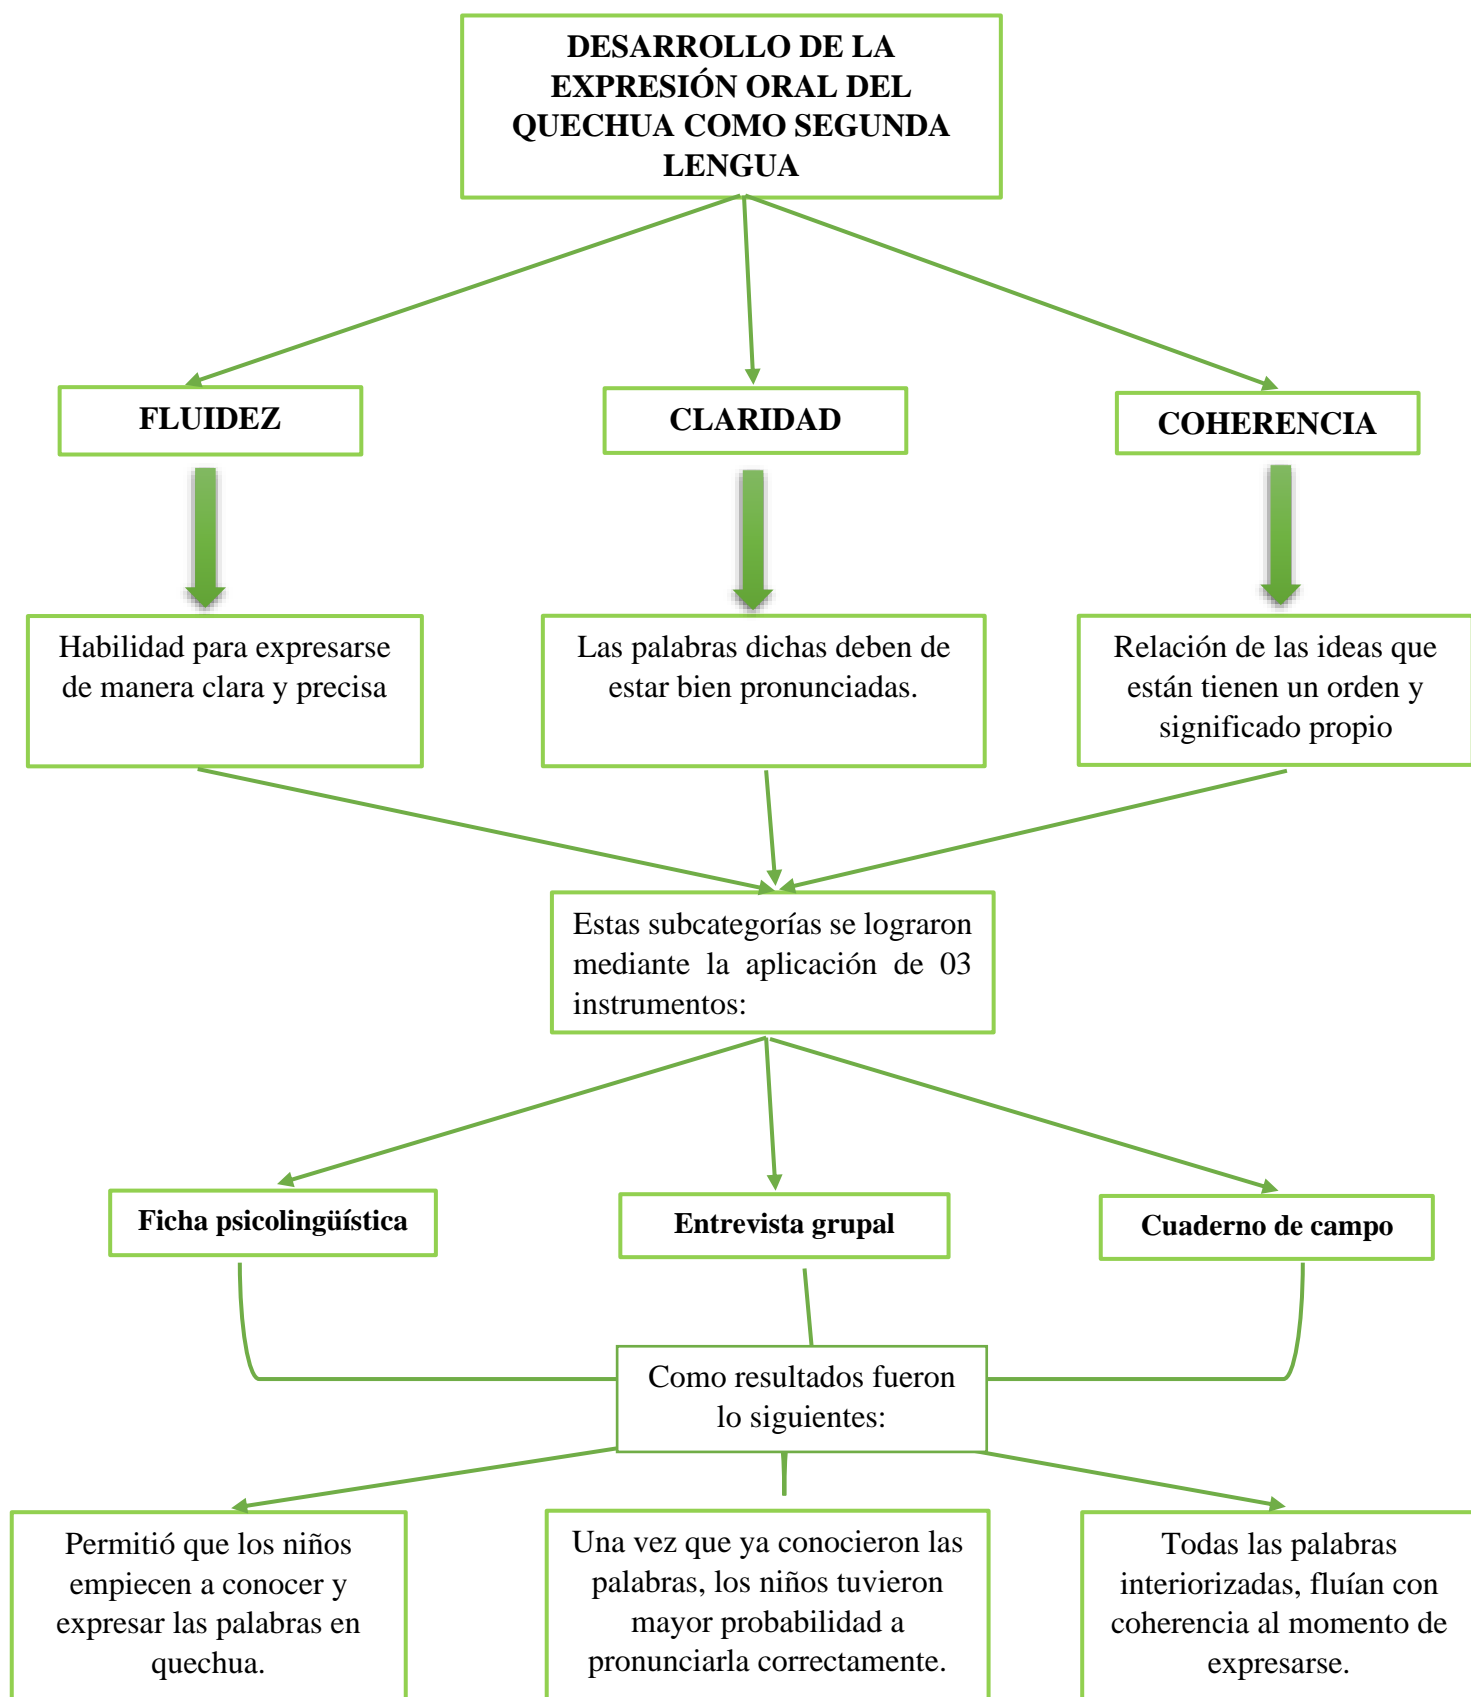 DESARROLLO DE LA
EXPRESIÓN ORAL DEL
QUECHUA COMO SEGUNDA
LENGUA
FLUIDEZ
CLARIDAD
COHERENCIA
Habilidad para expresarse
de manera clara y precisa
Las palabras dichas deben de
estar bien pronunciadas.
Relación de las ideas que
están tienen un orden y
significado propio
Estas subcategorías se lograron
mediante la aplicación de 03
instrumentos:
Ficha psicolingüística
Entrevista grupal
Cuaderno de campo
Como resultados fueron
lo siguientes:
Permitió que los niños
empiecen a conocer y
expresar las palabras en
quechua.
Una vez que ya conocieron las
palabras, los niños tuvieron
mayor probabilidad a
pronunciarla correctamente.
Todas las palabras
interiorizadas, fluían con
coherencia al momento de
expresarse.